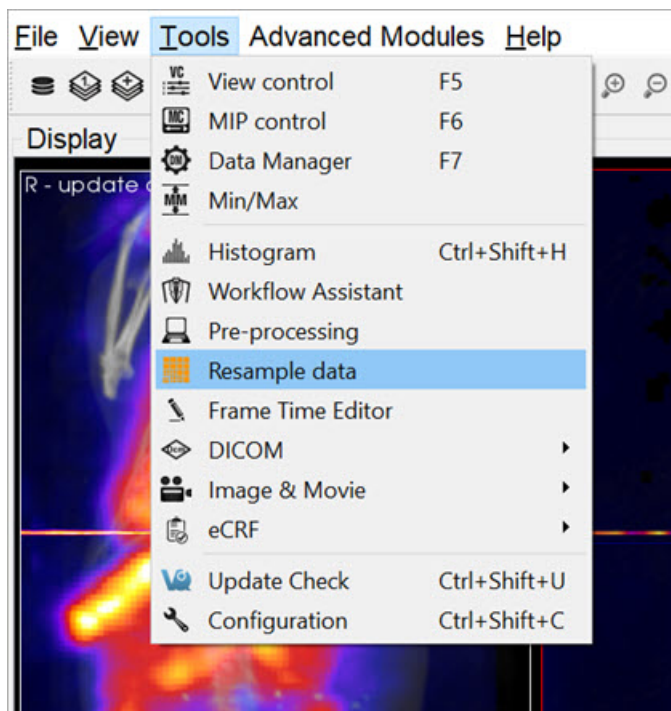 File View Tools Advanced Modules Help
Display
R - update
View control F5
MIP control F6
Data Manager F7
Min/Max
Histogram Ctrl+Shift+H
Workflow Assistant
Pre-processing
Resample data
Frame Time Editor
DICOM
Image & Movie
eCRF
Update Check Ctrl+Shift+U
Configuration Ctrl+Shift+C